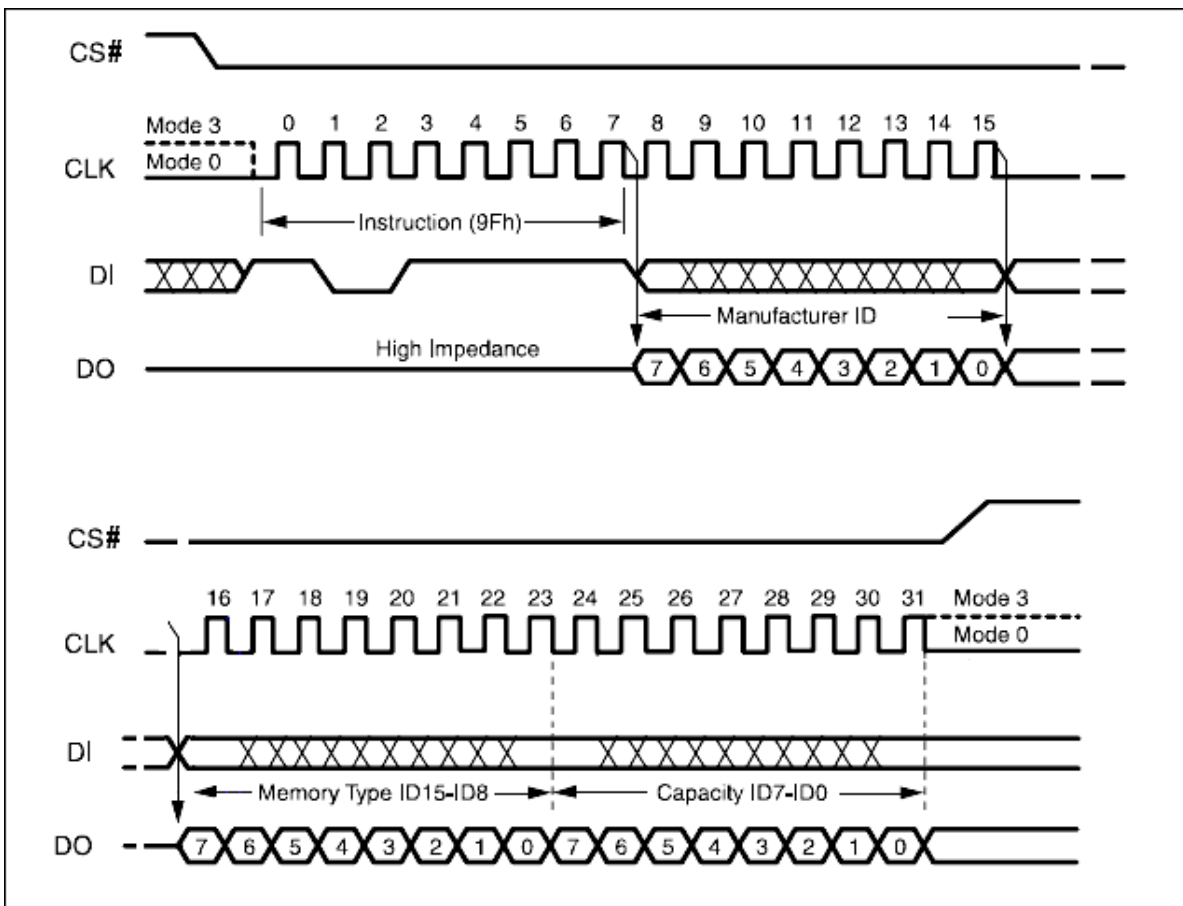 CS#
Mode 3
0 1 2 3 4 5 6 7 8 9 10 11 12 13 14 15
CLK
Mode 0
Instruction (9Fh)
DI
Manufacturer ID
High Impedance
DO
7 6 5 4 3 2 1 0
CS#
16 17 18 19 20 21 22 23 24 25 26 27 28 29 30 31
Mode 3
CLK
Mode 0
DI
Memory Type ID15-ID8
Capacity ID7-ID0
DO
7 6 5 4 3 2 1 0 7 6 5 4 3 2 1 0